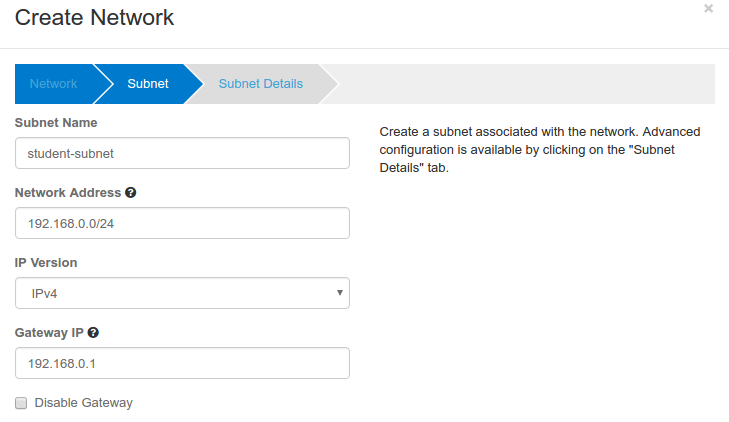 Create Network
×
Network
Subnet
Subnet Details
Subnet Name
student-subnet
Create a subnet associated with the network. Advanced
configuration is available by clicking on the "Subnet
Details" tab.
Network Address ?
192.168.0.0/24
IP Version
IPv4
Gateway IP ?
192.168.0.1
Disable Gateway